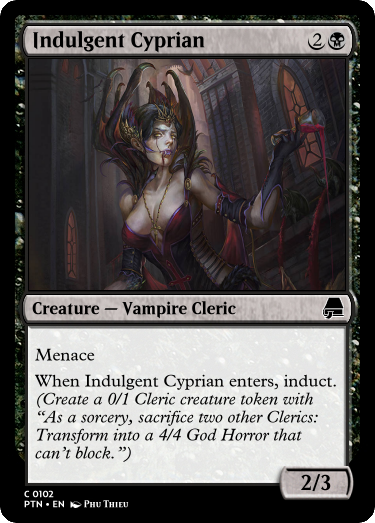 Indulgent Cyprian 2
Creature — Vampire Cleric
Menace
When Indulgent Cyprian enters, induct.
(Create a 0/1 Cleric creature token with
“As a sorcery, sacrifice two other Clerics:
Transform into a 4/4 God Horror that
can’t block.”)
2/3
C 0102
PTN • EN Phu Thieu